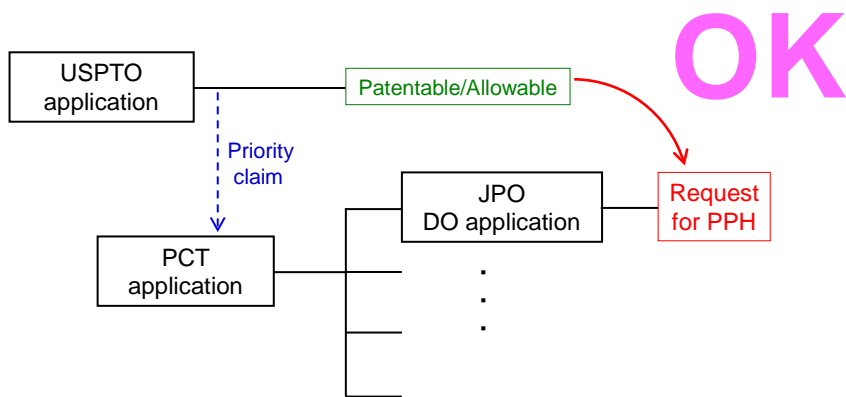 OK
USPTO
application
Patentable/Allowable
Priority
claim
JPO
DO application
Request
for PPH
PCT
application